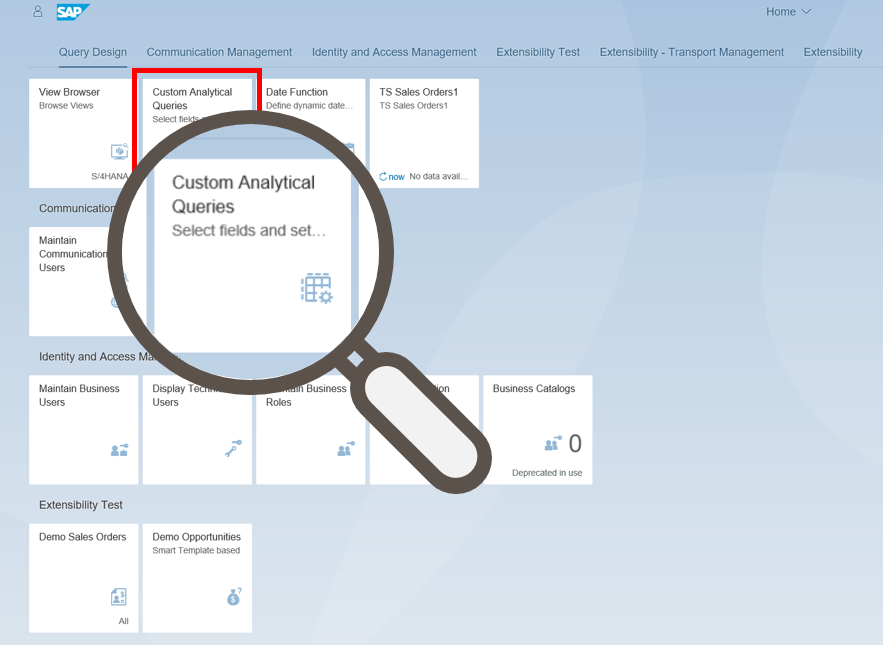 SAP
Home
Query Design Communication Management Identity and Access Management Extensibility Test Extensibility - Transport Management Extensibility
View Browser
Browse Views
S/4HANA
Custom Analytical
Queries
Select fields
Date Function
Define dynamic date...
TS Sales Orders1
TS Sales Orders1
now No data avail...
Custom Analytical
Queries
Select fields and set...
Communication
Maintain
Communication
Users
Identity and Access
Maintain Business
Users
Display
Users
Business
Roles
Business Catalogs
0
Deprecated in use
Extensibility Test
Demo Sales Orders
All
Demo Opportunities
Smart Template based